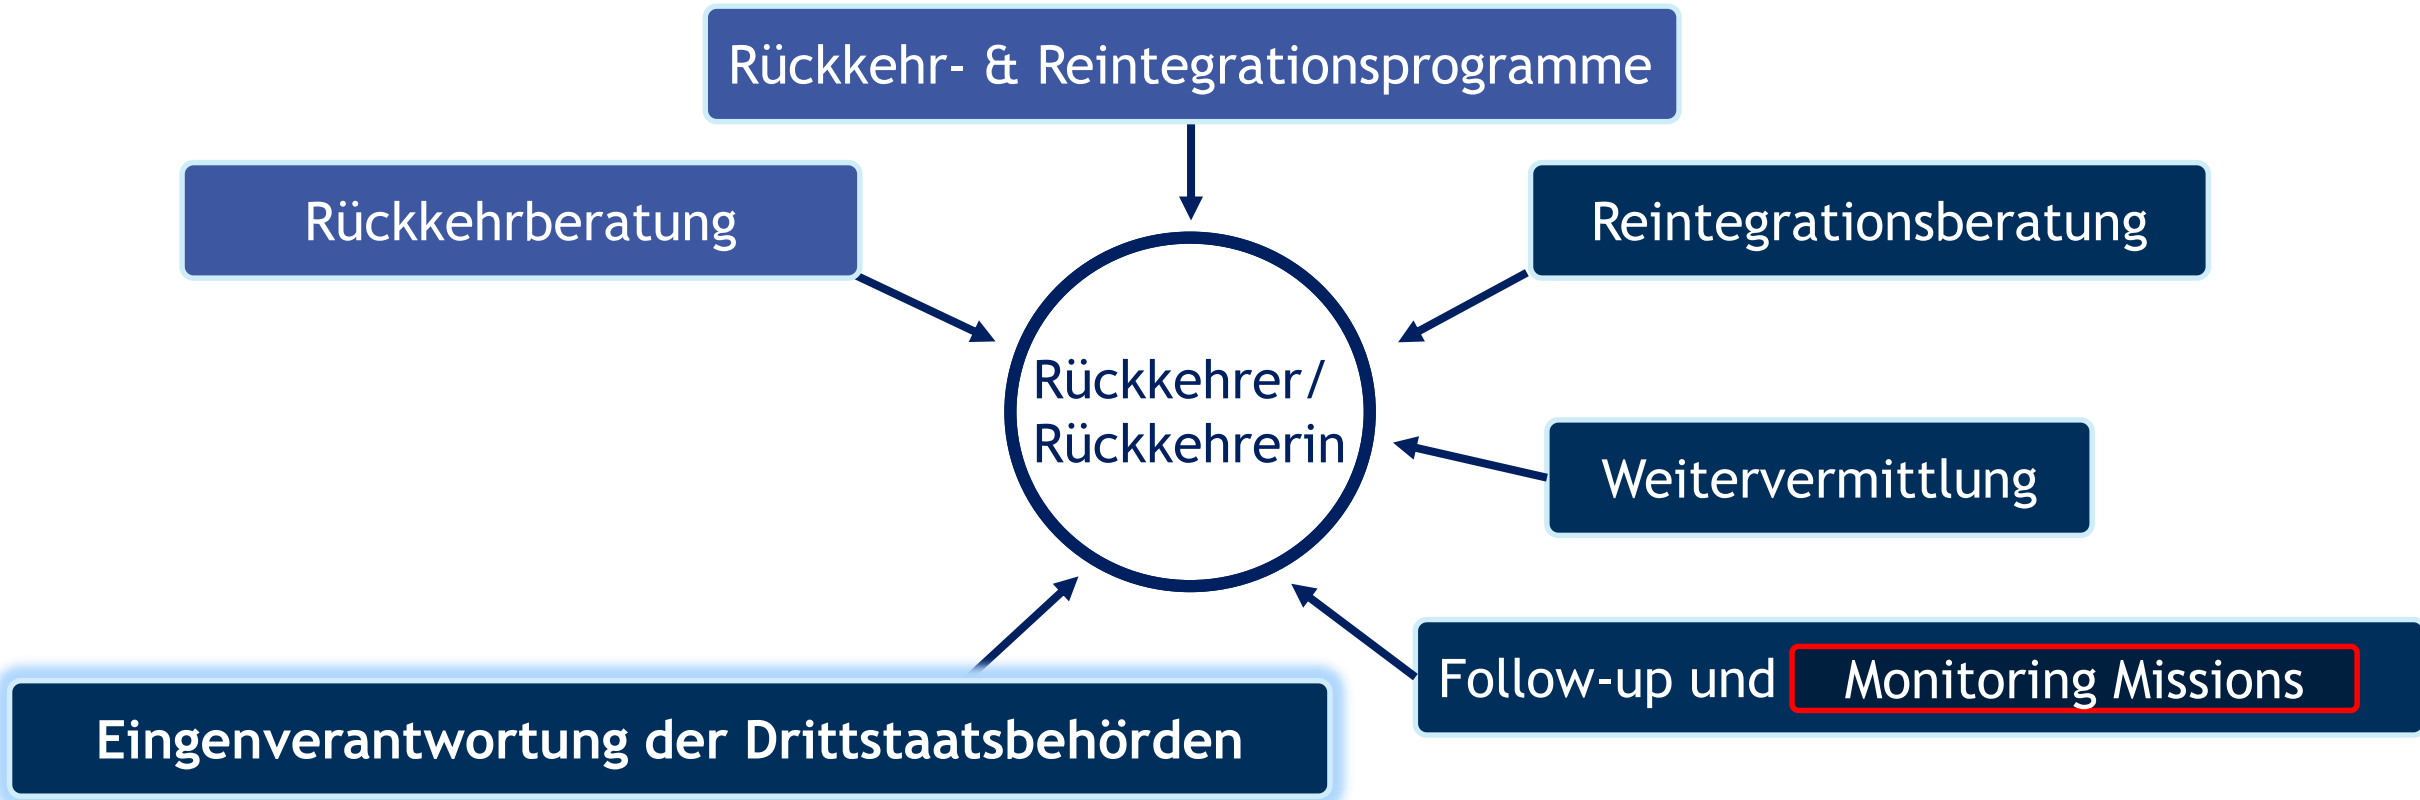 Rückkehr- & Reintegrationsprogramme
Rückkehrberatung
Reintegrationsberatung
Rückkehrer/
Rückkehrerin
Weitervermittlung
Follow-up und Monitoring Missions
Eingenverantwortung der Drittstaatsbehörden